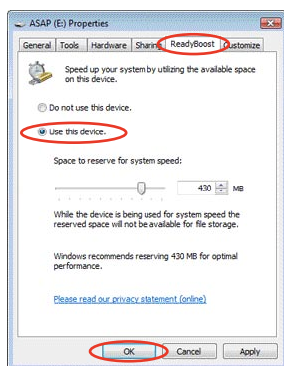 ASAP (E:) Properties
General Tools Hardware Sharing ReadyBoost Customize
Speed up your system by utilizing the available space
on this device.
Do not use this device.
Use this device.
Space to reserve for system speed:
430 MB
While the device is being used for system speed the
reserved space will not be available for file storage.
Windows recommends reserving 430 MB for optimal
performance.
Please read our privacy statement (online)
OK Cancel Apply